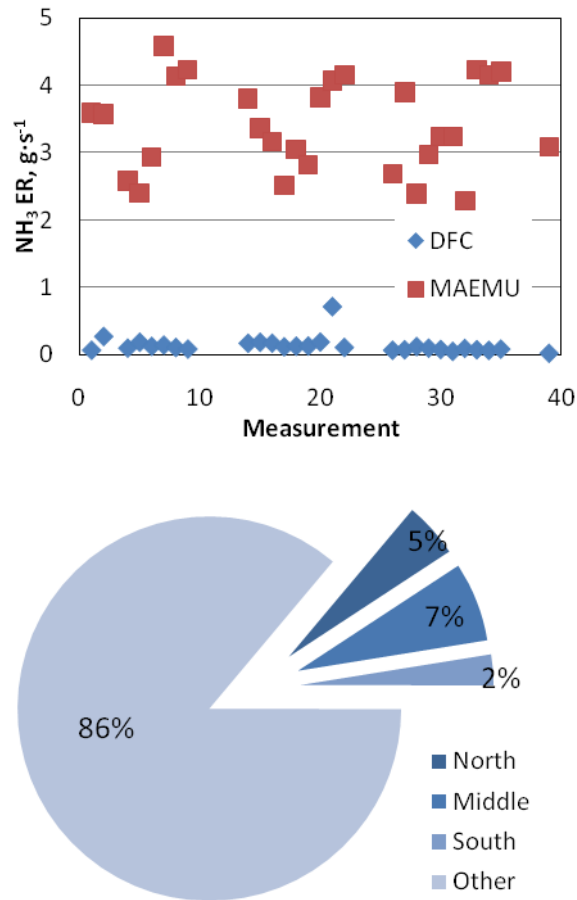 5
4
3
2
1
0
NH₃ ER, g·s⁻¹
DFC
MAEMU
0 10 20 30 40
Measurement
5%
7%
2%
86%
North
Middle
South
Other